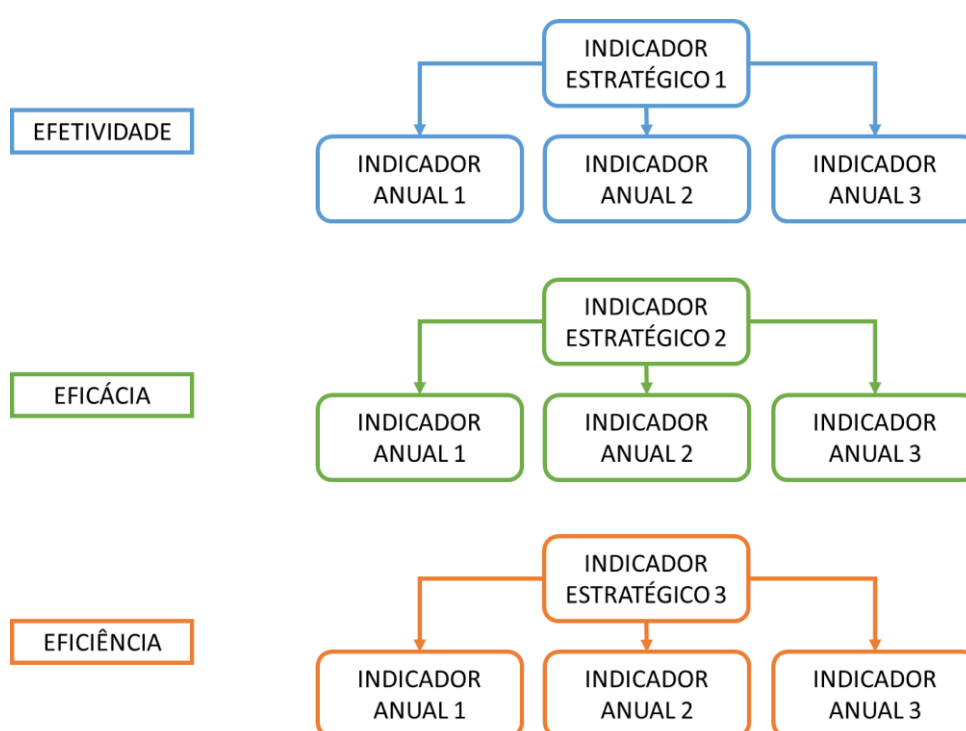 INDICADOR
ESTRATÉGICO 1
EFETIVIDADE
INDICADOR
ANUAL 1
INDICADOR
ANUAL 2
INDICADOR
ANUAL 3
INDICADOR
ESTRATÉGICO 2
EFICÁCIA
INDICADOR
ANUAL 1
INDICADOR
ANUAL 2
INDICADOR
ANUAL 3
INDICADOR
ESTRATÉGICO 3
EFICIÊNCIA
INDICADOR
ANUAL 1
INDICADOR
ANUAL 2
INDICADOR
ANUAL 3